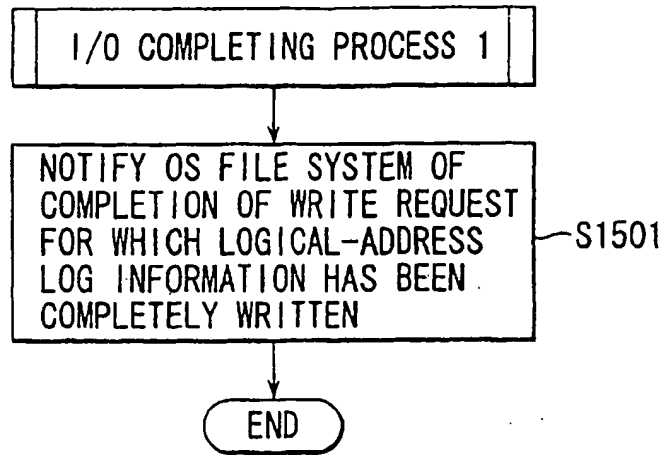 I/O COMPLETING PROCESS 1
NOTIFY OS FILE SYSTEM OF
COMPLETION OF WRITE REQUEST
FOR WHICH LOGICAL-ADDRESS
LOG INFORMATION HAS BEEN
COMPLETELY WRITTEN
S1501
END